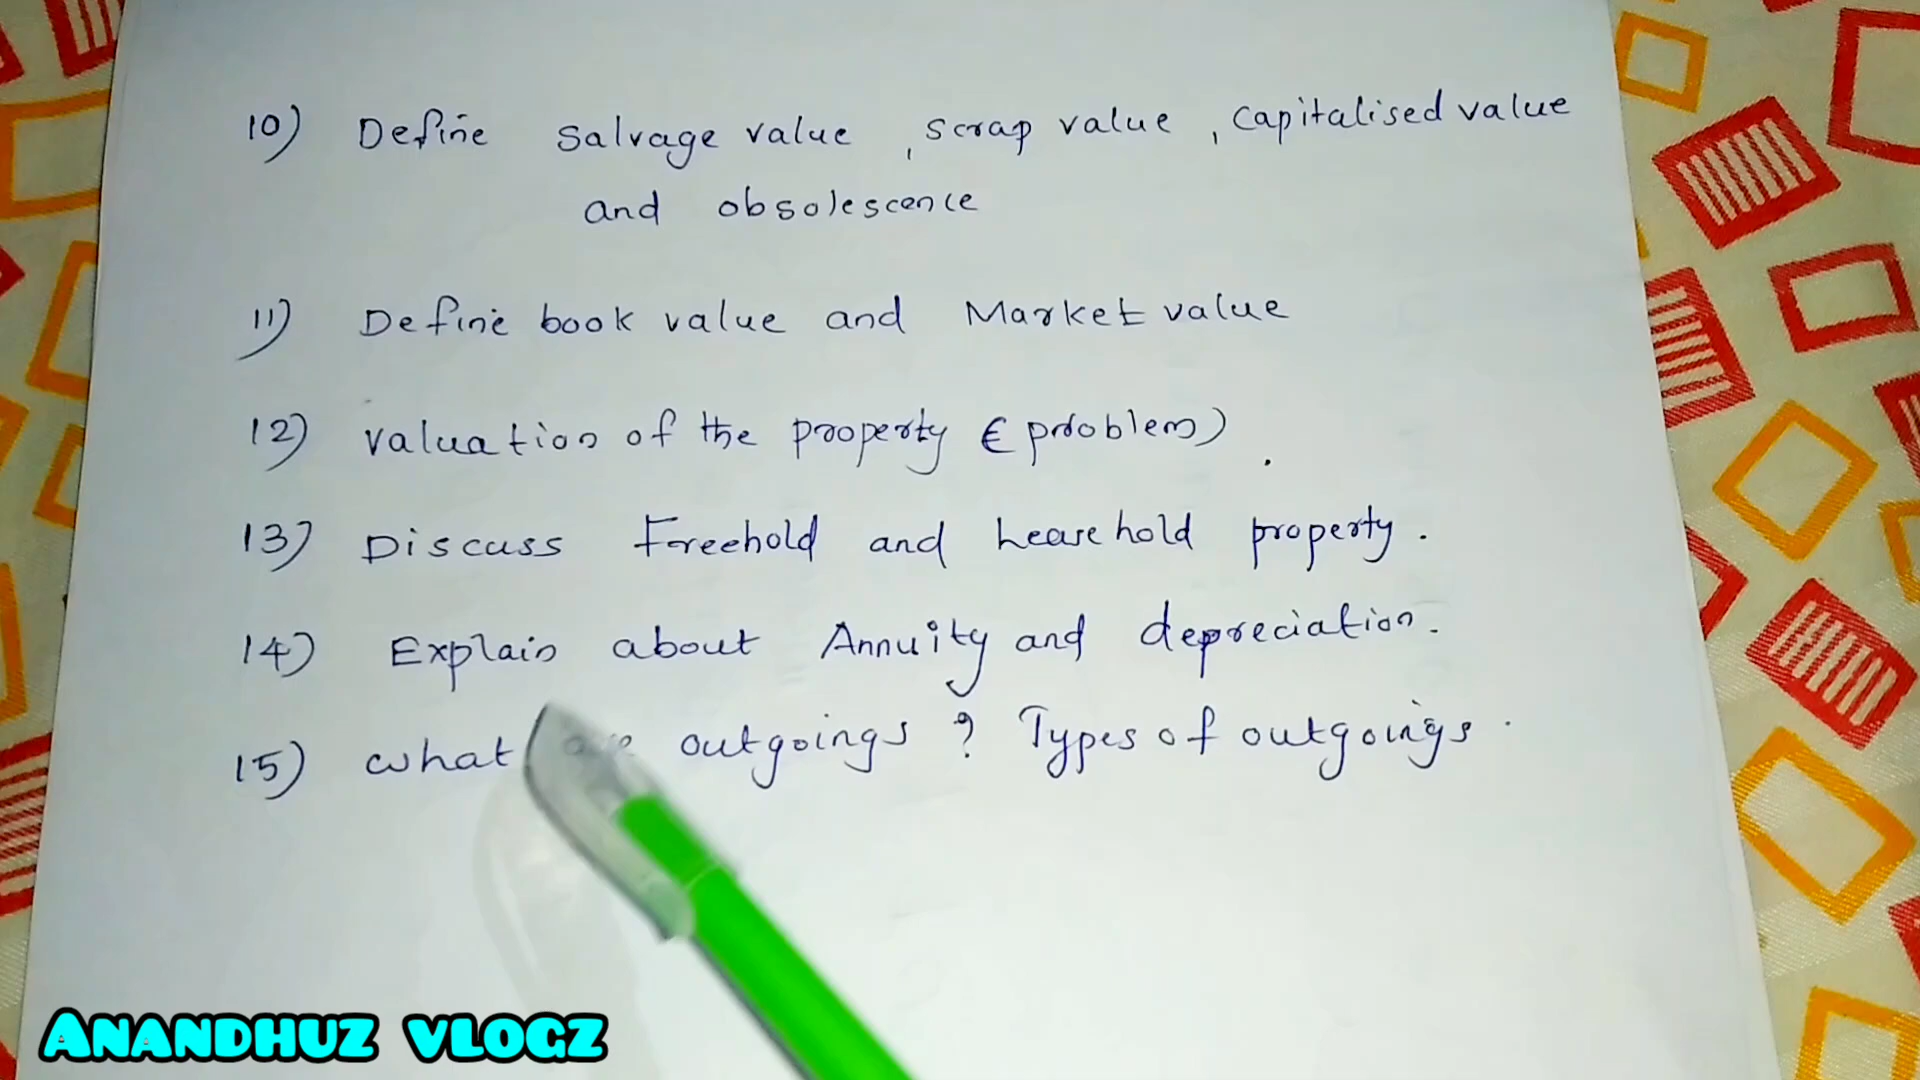 10) Define salvage value , scrap value , capitalised value
and obsolescence
11) Define book value and Market value
12) valuation of the property (problem)
13) Discuss Freehold and Leasehold property.
14) Explain about Annuity and depreciation.
15) what are outgoings ? Types of outgoings.
ANANDHUZ VLOGZ